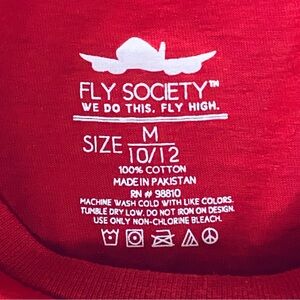 FLY SOCIETY™
WE DO THIS. FLY HIGH.
SIZE M
10/12
100% COTTON
MADE IN PAKISTAN
RN # 98810
MACHINE WASH COLD WITH LIKE COLORS.
TUMBLE DRY LOW. DO NOT IRON ON DESIGN.
USE ONLY NON-CHLORINE BLEACH.